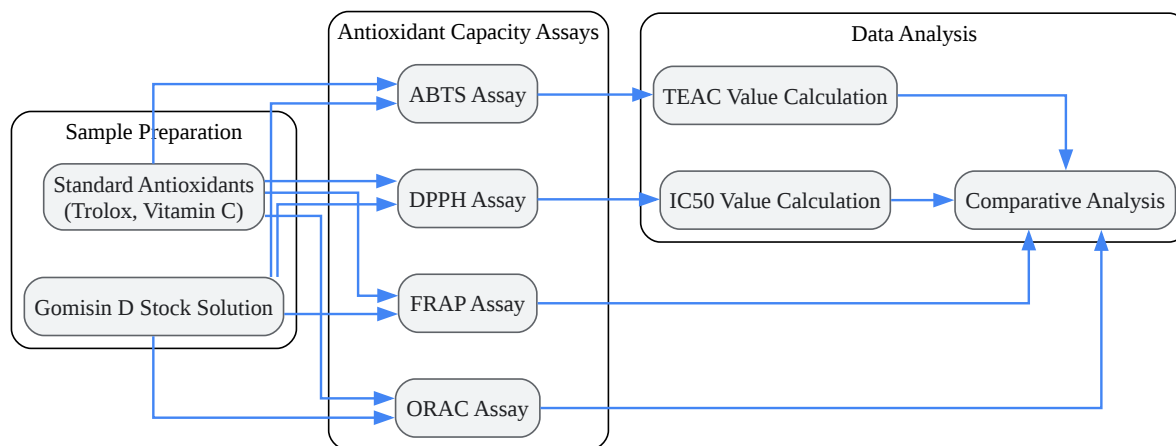 Sample Preparation
Standard Antioxidants
(Trolox, Vitamin C)
Gomisin D Stock Solution
Antioxidant Capacity Assays
ABTS Assay
DPPH Assay
FRAP Assay
ORAC Assay
Data Analysis
TEAC Value Calculation
IC50 Value Calculation
Comparative Analysis